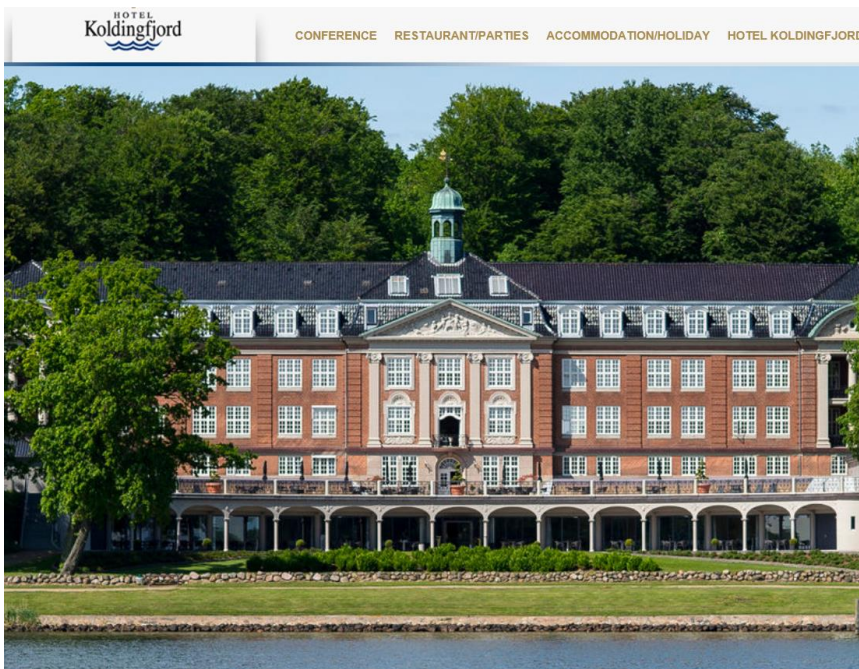 HOTEL
Koldingfjord
CONFERENCE RESTAURANT/PARTIES ACCOMMODATION/HOLIDAY HOTEL KOLDINGFJORD